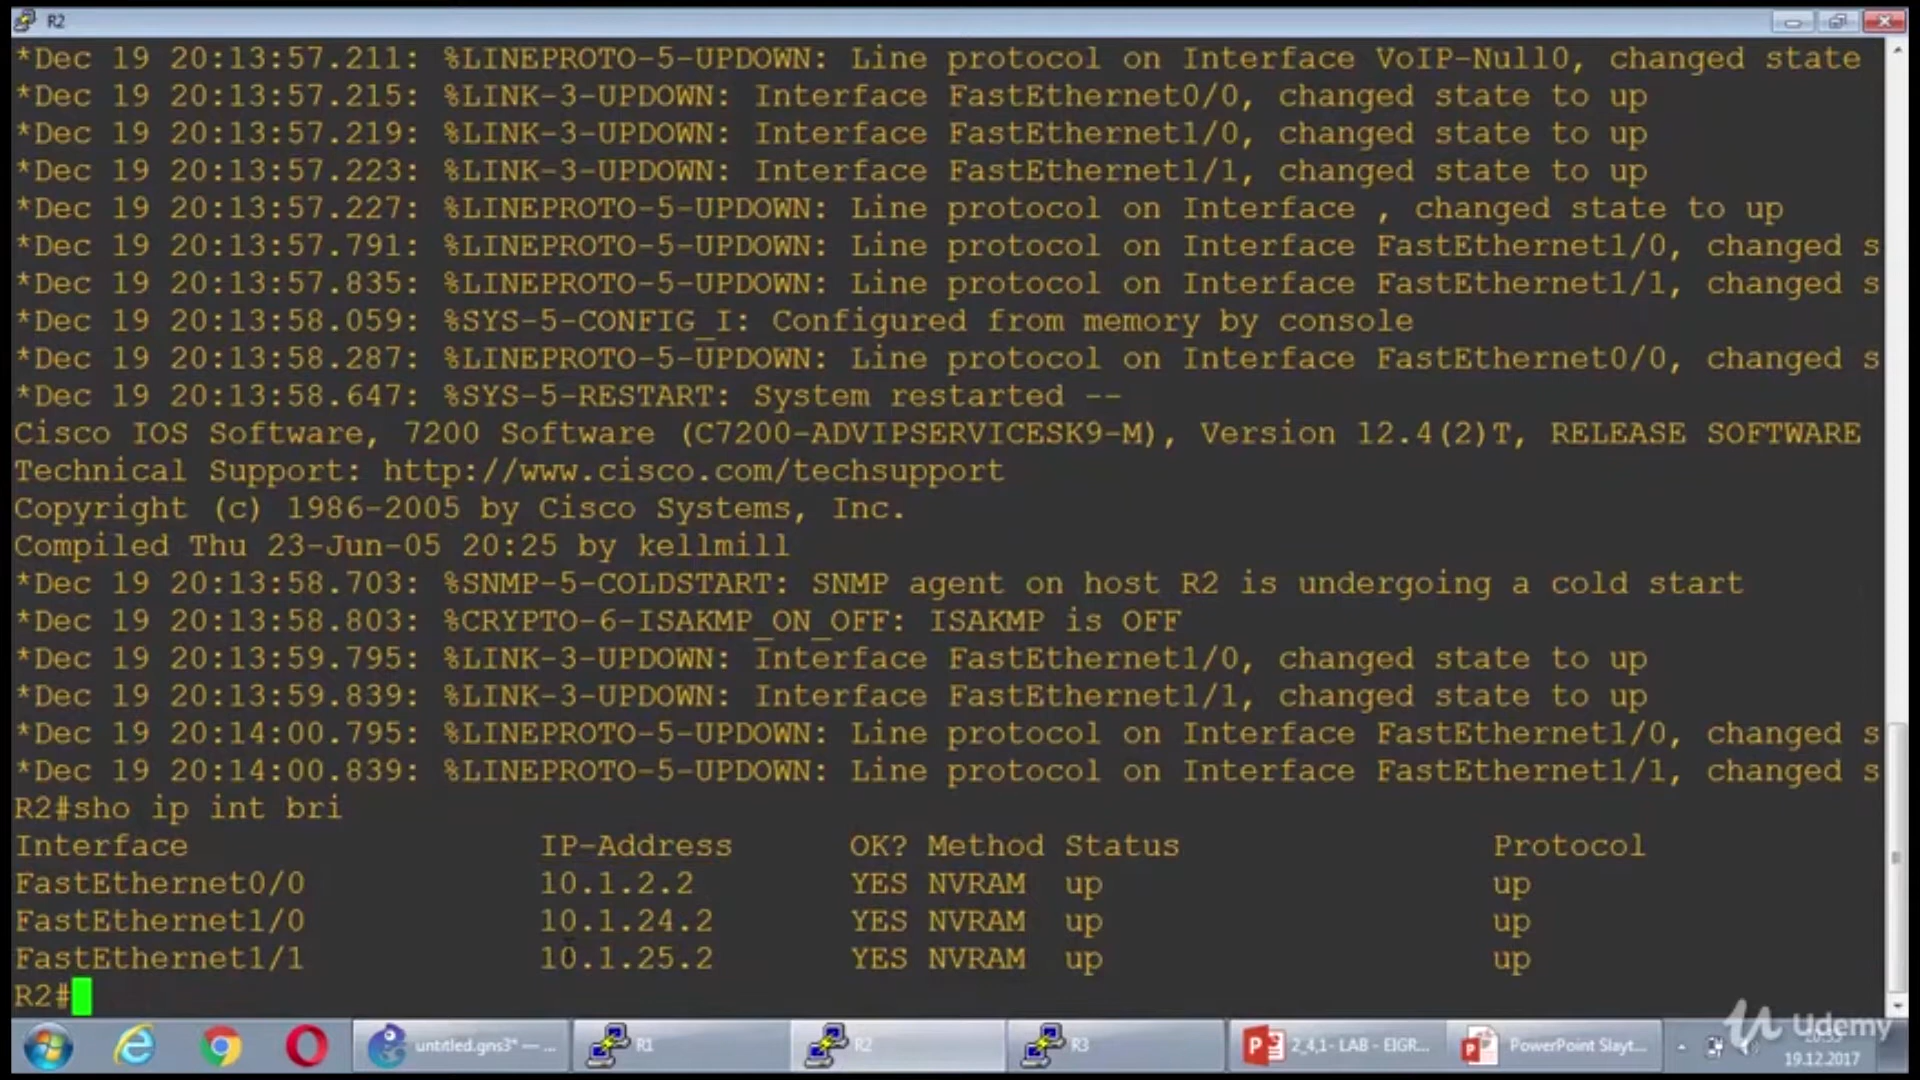 R2
*Dec 19 20:13:57.211: %LINEPROTO-5-UPDOWN: Line protocol on Interface VoIP-Null0, changed state
*Dec 19 20:13:57.215: %LINK-3-UPDOWN: Interface FastEthernet0/0, changed state to up
*Dec 19 20:13:57.219: %LINK-3-UPDOWN: Interface FastEthernet1/0, changed state to up
*Dec 19 20:13:57.223: %LINK-3-UPDOWN: Interface FastEthernet1/1, changed state to up
*Dec 19 20:13:57.227: %LINEPROTO-5-UPDOWN: Line protocol on Interface , changed state to up
*Dec 19 20:13:57.791: %LINEPROTO-5-UPDOWN: Line protocol on Interface FastEthernet1/0, changed s
*Dec 19 20:13:57.835: %LINEPROTO-5-UPDOWN: Line protocol on Interface FastEthernet1/1, changed s
*Dec 19 20:13:58.059: %SYS-5-CONFIG_I: Configured from memory by console
*Dec 19 20:13:58.287: %LINEPROTO-5-UPDOWN: Line protocol on Interface FastEthernet0/0, changed s
*Dec 19 20:13:58.647: %SYS-5-RESTART: System restarted --
Cisco IOS Software, 7200 Software (C7200-ADVIPSERVICESK9-M), Version 12.4(2)T, RELEASE SOFTWARE
Technical Support: http://www.cisco.com/techsupport
Copyright (c) 1986-2005 by Cisco Systems, Inc.
Compiled Thu 23-Jun-05 20:25 by kellmill
*Dec 19 20:13:58.703: %SNMP-5-COLDSTART: SNMP agent on host R2 is undergoing a cold start
*Dec 19 20:13:58.803: %CRYPTO-6-ISAKMP_ON_OFF: ISAKMP is OFF
*Dec 19 20:13:59.795: %LINK-3-UPDOWN: Interface FastEthernet1/0, changed state to up
*Dec 19 20:13:59.839: %LINK-3-UPDOWN: Interface FastEthernet1/1, changed state to up
*Dec 19 20:14:00.795: %LINEPROTO-5-UPDOWN: Line protocol on Interface FastEthernet1/0, changed s
*Dec 19 20:14:00.839: %LINEPROTO-5-UPDOWN: Line protocol on Interface FastEthernet1/1, changed s
R2#sho ip int bri
Interface IP-Address OK? Method Status Protocol
FastEthernet0/0 10.1.2.2 YES NVRAM up up
FastEthernet1/0 10.1.24.2 YES NVRAM up up
FastEthernet1/1 10.1.25.2 YES NVRAM up up
R2#
untitled.gns3* — ... R1 R2 R3 2_4,1- LAB - EIGR... PowerPoint Slayt...
Udemy
19.12.2017